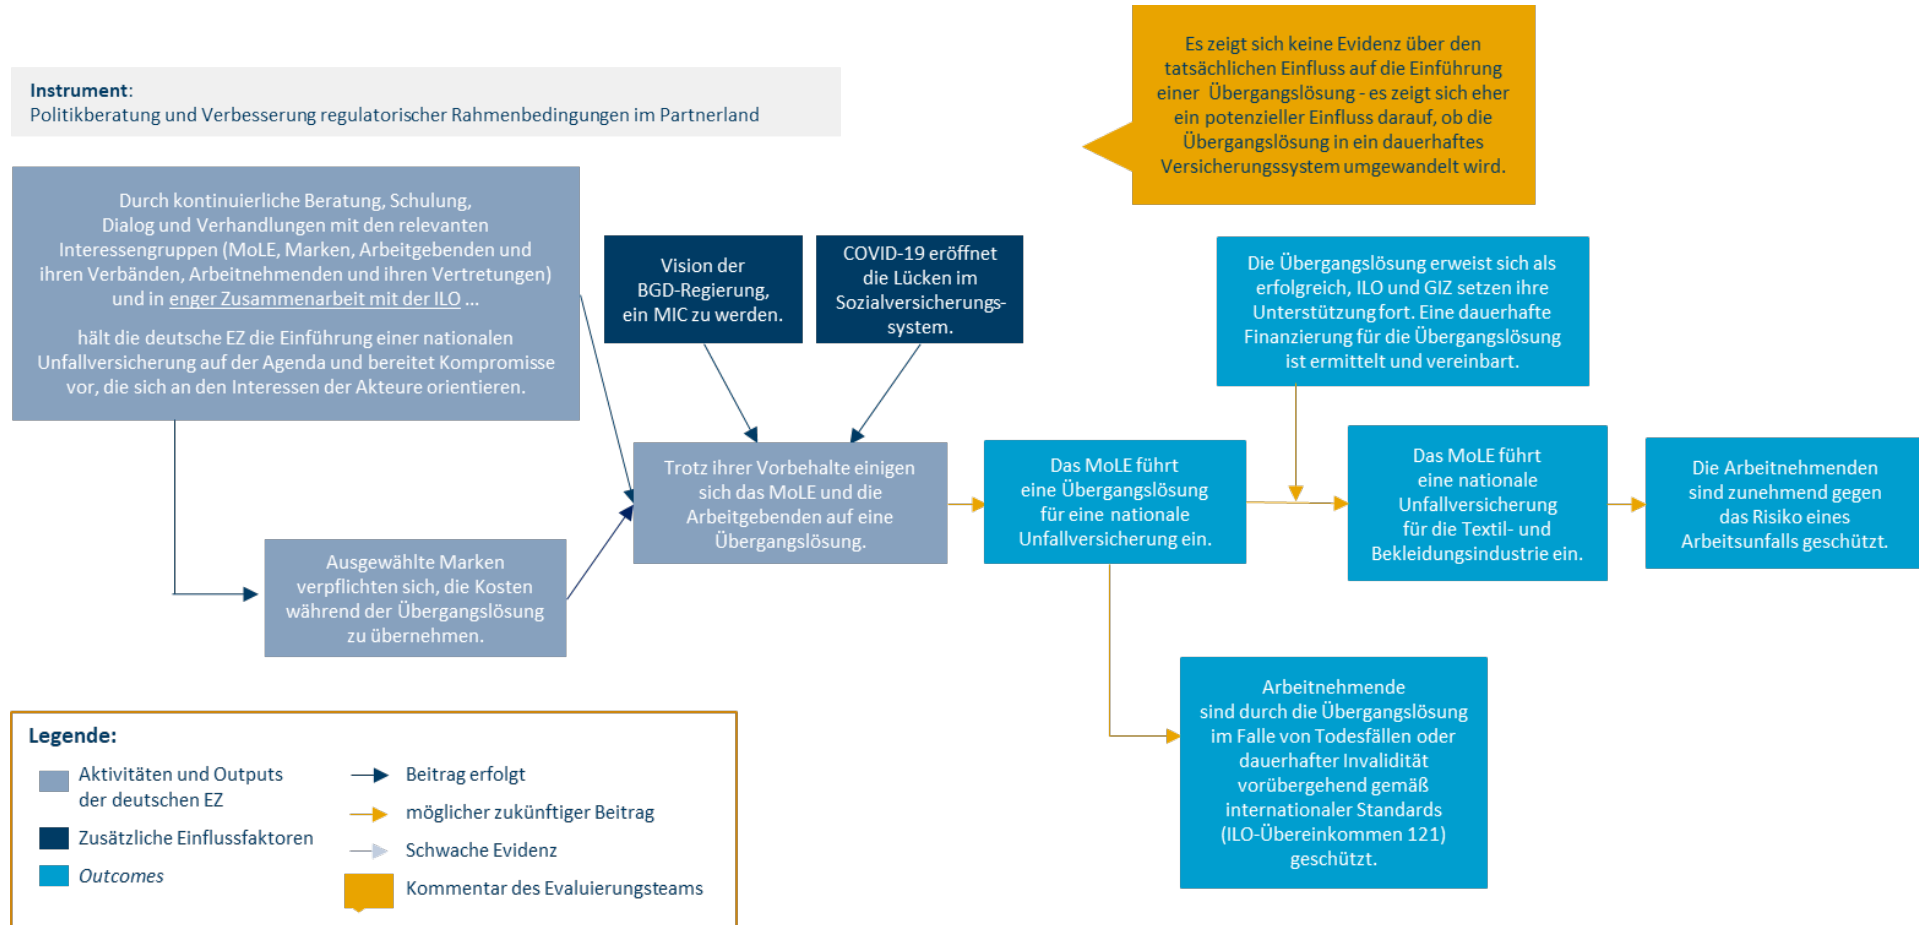 Instrument:
Politikberatung und Verbesserung regulatorischer Rahmenbedingungen im Partnerland
Es zeigt sich keine Evidenz über den
tatsächlichen Einfluss auf die Einführung
einer Übergangslösung - es zeigt sich eher
ein potenzieller Einfluss darauf, ob die
Übergangslösung in ein dauerhaftes
Versicherungssystem umgewandelt wird.
Durch kontinuierliche Beratung, Schulung,
Dialog und Verhandlungen mit den relevanten
Interessengruppen (MoLE, Marken, Arbeitgebenden und
ihren Verbänden, Arbeitnehmenden und ihren Vertretungen)
und in enger Zusammenarbeit mit der ILO ...
hält die deutsche EZ die Einführung einer nationalen
Unfallversicherung auf der Agenda und bereitet Kompromisse
vor, die sich an den Interessen der Akteure orientieren.
Vision der
BGD-Regierung,
ein MIC zu werden.
COVID-19 eröffnet
die Lücken im
Sozialversicherungs-
system.
Die Übergangslösung erweist sich als
erfolgreich, ILO und GIZ setzen ihre
Unterstützung fort. Eine dauerhafte
Finanzierung für die Übergangslösung
ist ermittelt und vereinbart.
Trotz ihrer Vorbehalte einigen
sich das MoLE und die
Arbeitgebenden auf eine
Übergangslösung.
Das MoLE führt
eine Übergangslösung
für eine nationale
Unfallversicherung ein.
Das MoLE führt
eine nationale
Unfallversicherung
für die Textil- und
Bekleidungsindustrie ein.
Die Arbeitnehmenden
sind zunehmend gegen
das Risiko eines
Arbeitsunfalls geschützt.
Ausgewählte Marken
verpflichten sich, die Kosten
während der Übergangslösung
zu übernehmen.
Arbeitnehmende
sind durch die Übergangslösung
im Falle von Todesfällen oder
dauerhafter Invalidität
vorübergehend gemäß
internationaler Standards
(ILO-Übereinkommen 121)
geschützt.
Legende:
Aktivitäten und Outputs
der deutschen EZ
Zusätzliche Einflussfaktoren
Outcomes
Beitrag erfolgt
möglicher zukünftiger Beitrag
Schwache Evidenz
Kommentar des Evaluierungsteams